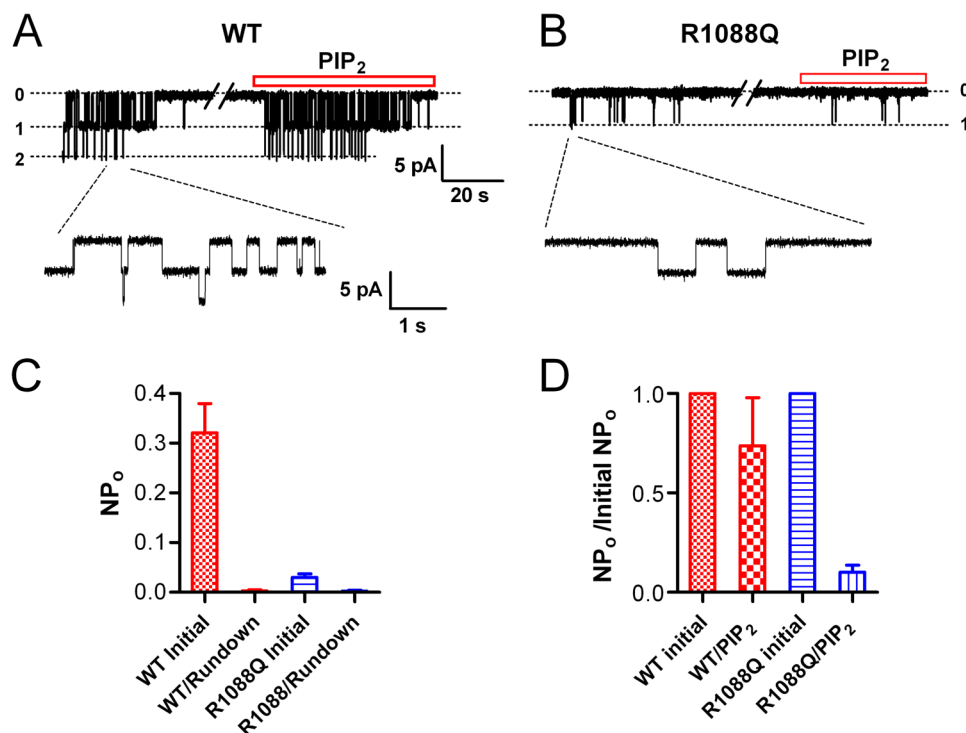 A
WT
PIP2
0
1
2
5 pA
20 s
5 pA
1 s
B
R1088Q
PIP2
0
1
C
NPo
0.4
0.3
0.2
0.1
0.0
WT Initial
WT/Rundown
R1088Q Initial
R1088/Rundown
D
NPo/Initial NPo
1.0
0.5
0.0
WT initial
WT/PIP2
R1088Q initial
R1088Q/PIP2